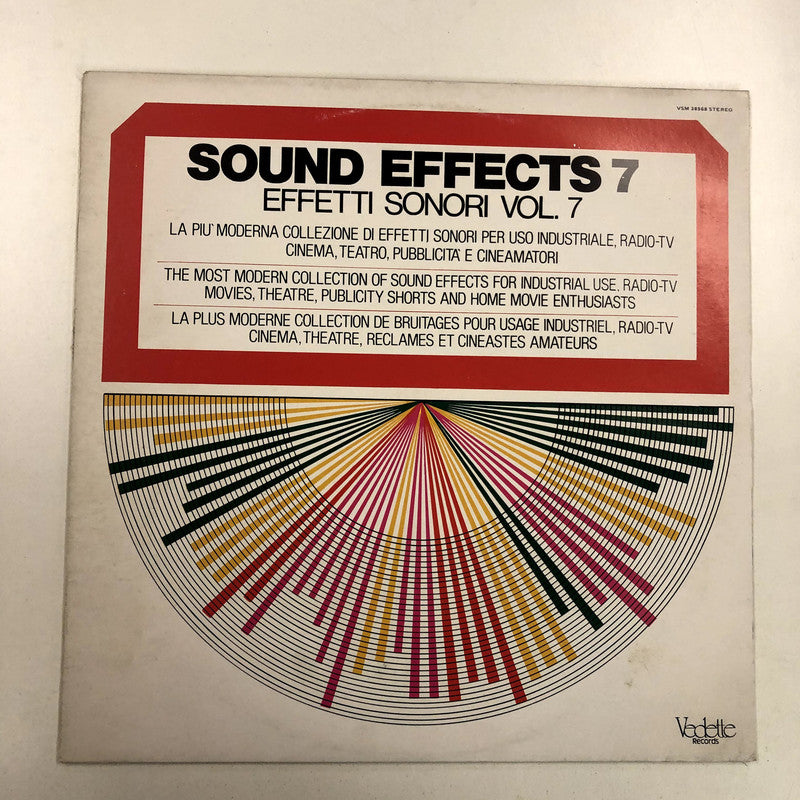 VSM 38568 STEREO
SOUND EFFECTS 7
EFFETTI SONORI VOL. 7
LA PIU` MODERNA COLLEZIONE DI EFFETTI SONORI PER USO INDUSTRIALE, RADIO-TV
CINEMA, TEATRO, PUBBLICITA` E CINEAMATORI
THE MOST MODERN COLLECTION OF SOUND EFFECTS FOR INDUSTRIAL USE. RADIO-TV
MOVIES, THEATRE, PUBLICITY SHORTS AND HOME MOVIE ENTHUSIASTS
LA PLUS MODERNE COLLECTION DE BRUITAGES POUR USAGE INDUSTRIEL, RADIO-TV
CINEMA, THEATRE, RECLAMES ET CINEASTES AMATEURS
Vedette
Records